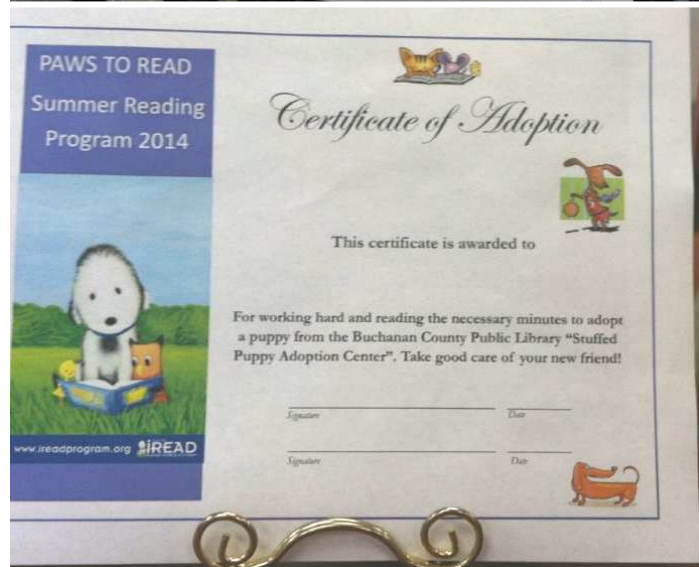 PAWS TO READ
Summer Reading
Program 2014
www.ireadprogram.org iREAD
Certificate of Adoption
This certificate is awarded to
For working hard and reading the necessary minutes to adopt
a puppy from the Buchanan County Public Library “Stuffed
Puppy Adoption Center”. Take good care of your new friend!
Signature Date
Signature Date